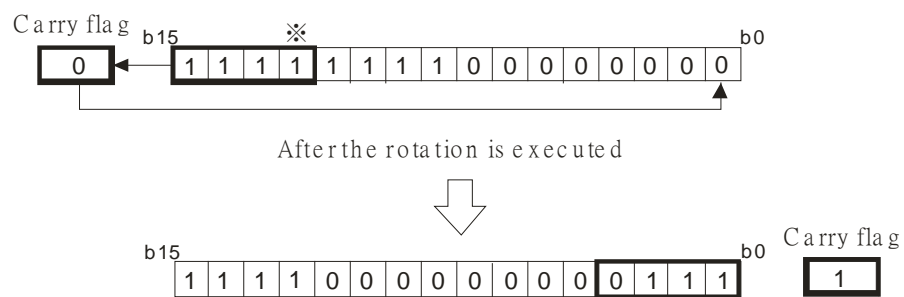 Carry flag
b15 ※ b0
0 1 1 1 1 1 1 1 1 0 0 0 0 0 0 0 0
After the rotation is executed
b15 b0 Carry flag
1 1 1 1 0 0 0 0 0 0 0 0 0 1 1 1 1